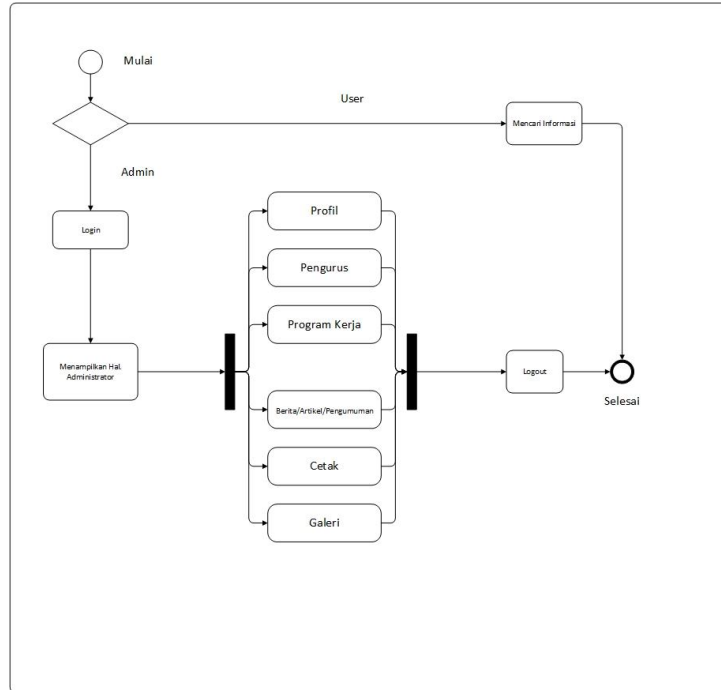 Mulai
User
Mencari Informasi
Admin
Login
Profil
Pengurus
Program Kerja
Menampilkan Hal.
Administrator
Berita/Artikel/Pengumuman
Cetak
Galeri
Logout
Selesai